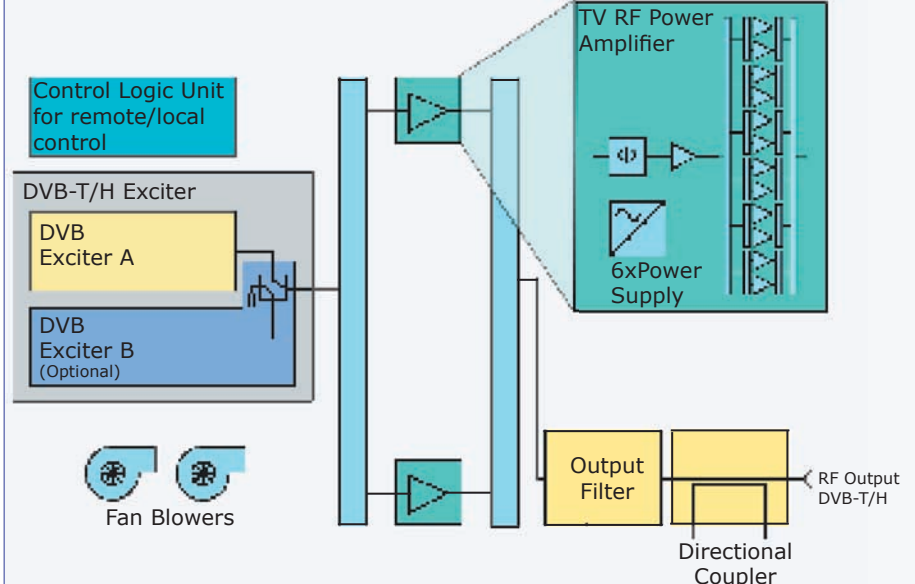 TV RF Power
Amplifier
Control Logic Unit
for remote/local
control
DVB-T/H Exciter
DVB
Exciter A
DVB
Exciter B
(Optional)
6xPower
Supply
Fan Blowers
Output
Filter
RF Output
DVB-T/H
Directional
Coupler